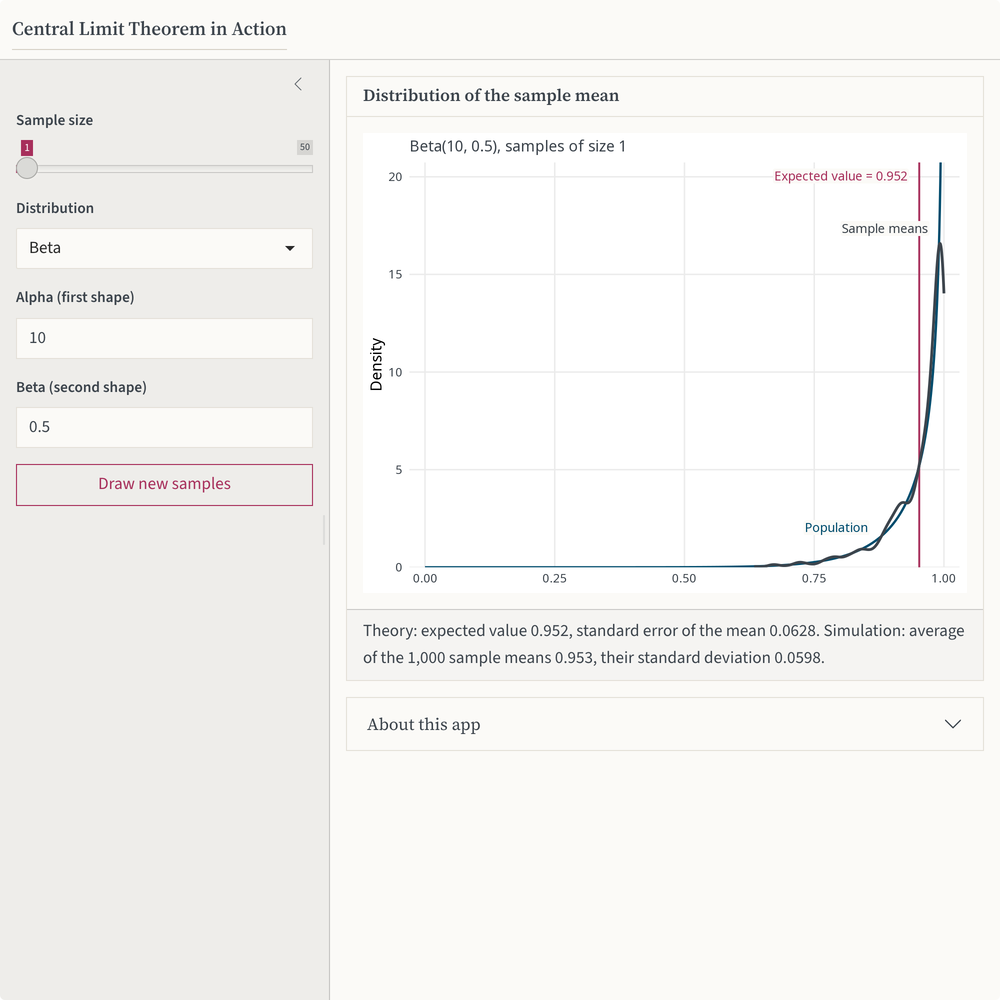 Central Limit Theorem in Action
Sample size
1
50
Distribution
Beta
Alpha (first shape)
10
Beta (second shape)
0.5
Draw new samples
Distribution of the sample mean
Beta(10, 0.5), samples of size 1
Expected value = 0.952
Sample means
Population
Density
20
15
10
5
0
0.00
0.25
0.50
0.75
1.00
Theory: expected value 0.952, standard error of the mean 0.0628. Simulation: average
of the 1,000 sample means 0.953, their standard deviation 0.0598.
About this app